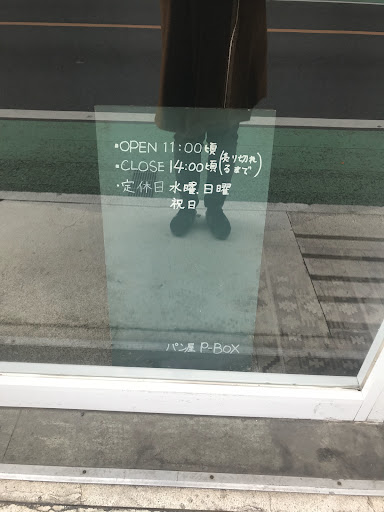 ・OPEN 11:00頃
・CLOSE 14:00頃(売り切れるまで)
・定休日 水曜、日曜
祝日
パン屋 P-BOX